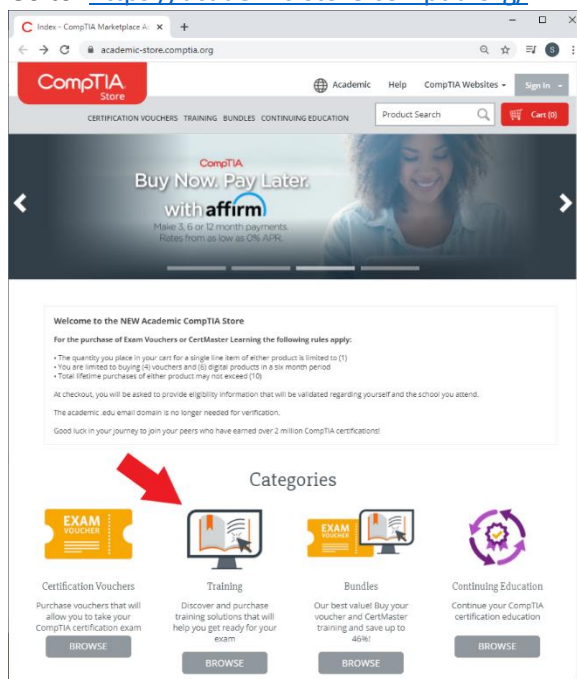 Index - CompTIA Marketplace Ac
academic-store.comptia.org
S
CompTIA.
Store
Academic Help CompTIA Websites Sign In
CERTIFICATION VOUCHERS TRAINING BUNDLES CONTINUING EDUCATION
Product Search
Cart (0)
CompTIA
Buy Now. Pay Later.
with affirm
Make 3, 6 or 12 month payments.
Rates from as low as 0% APR.
Welcome to the NEW Academic CompTIA Store
For the purchase of Exam Vouchers or CertMaster Learning the following rules apply:
• The quantity you place in your cart for a single line item of either product is limited to (1)
• You are limited to buying (4) vouchers and (6) digital products in a six month period
• Total lifetime purchases of either product may not exceed (10)
At checkout, you will be asked to provide eligibility information that will be validated regarding yourself and the school you attend.
The academic .edu email domain is no longer needed for verification.
Good luck in your journey to join your peers who have earned over 2 million CompTIA certifications!
Categories
EXAM
VOUCHER
EXAM
VOUCHER
Certification Vouchers
Purchase vouchers that will
allow you to take your
CompTIA certification exam
BROWSE
Training
Discover and purchase
training solutions that will
help you get ready for your
exam
BROWSE
Bundles
Our best value! Buy your
voucher and CertMaster
training and save up to
46%!
BROWSE
Continuing Education
Continue your CompTIA
certification education
BROWSE